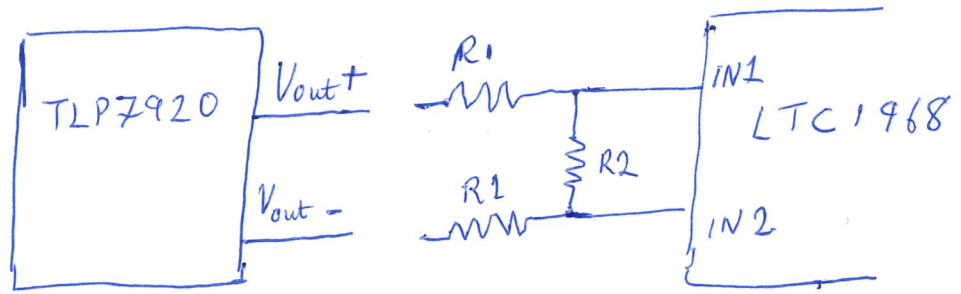 TLP7920
Vout+
Vout-
R1
R2
R1
IN1
LTC1968
IN2